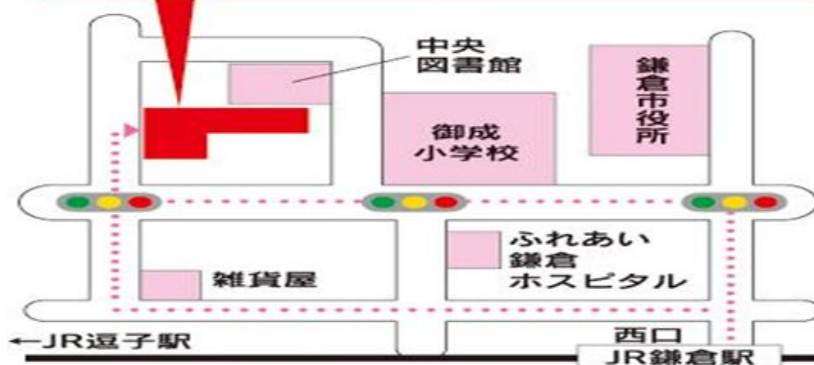 中央
図書館
鎌倉市役所
御成
小学校
ふれあい
鎌倉
ホスピタル
雑貨屋
←JR逗子駅
西口
JR鎌倉駅